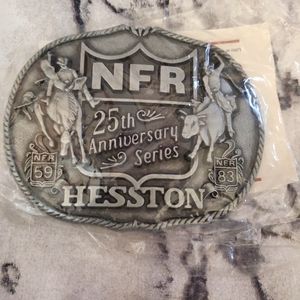 NFR
25th
Anniversary
Series
NFR
59
NFR
83
HESSTON